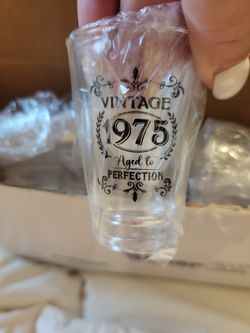 VINTAGE
1975
Aged to
PERFECTION